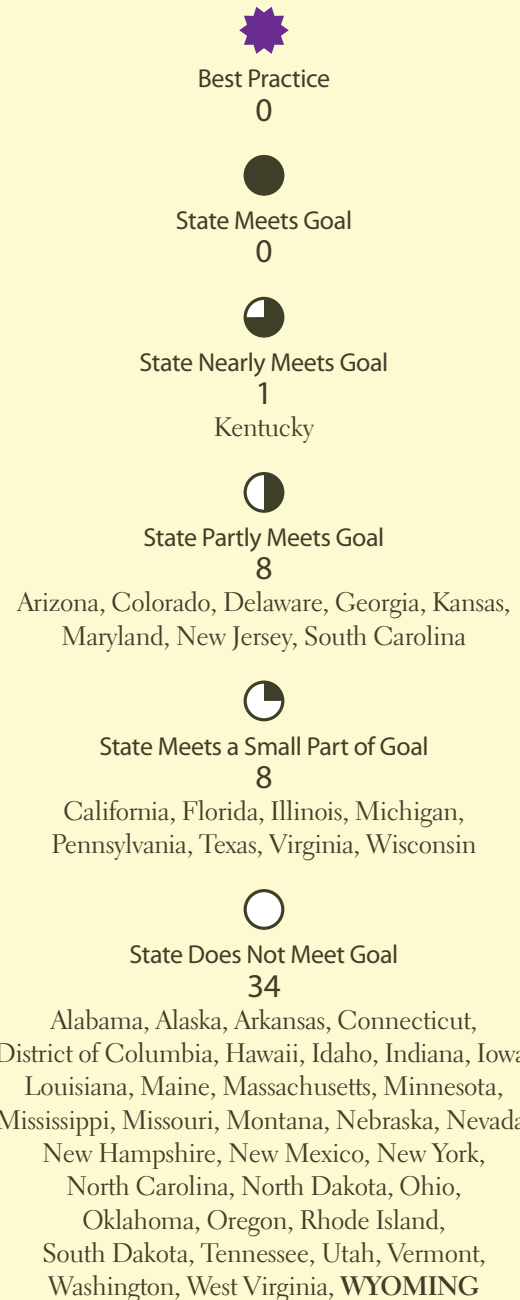 Best Practice
0
State Meets Goal
0
State Nearly Meets Goal
1
Kentucky
State Partly Meets Goal
8
Arizona, Colorado, Delaware, Georgia, Kansas,
Maryland, New Jersey, South Carolina
State Meets a Small Part of Goal
8
California, Florida, Illinois, Michigan,
Pennsylvania, Texas, Virginia, Wisconsin
State Does Not Meet Goal
34
Alabama, Alaska, Arkansas, Connecticut,
District of Columbia, Hawaii, Idaho, Indiana, Iowa
Louisiana, Maine, Massachusetts, Minnesota,
Mississippi, Missouri, Montana, Nebraska, Nevada
New Hampshire, New Mexico, New York,
North Carolina, North Dakota, Ohio,
Oklahoma, Oregon, Rhode Island,
South Dakota, Tennessee, Utah, Vermont,
Washington, West Virginia, WYOMING